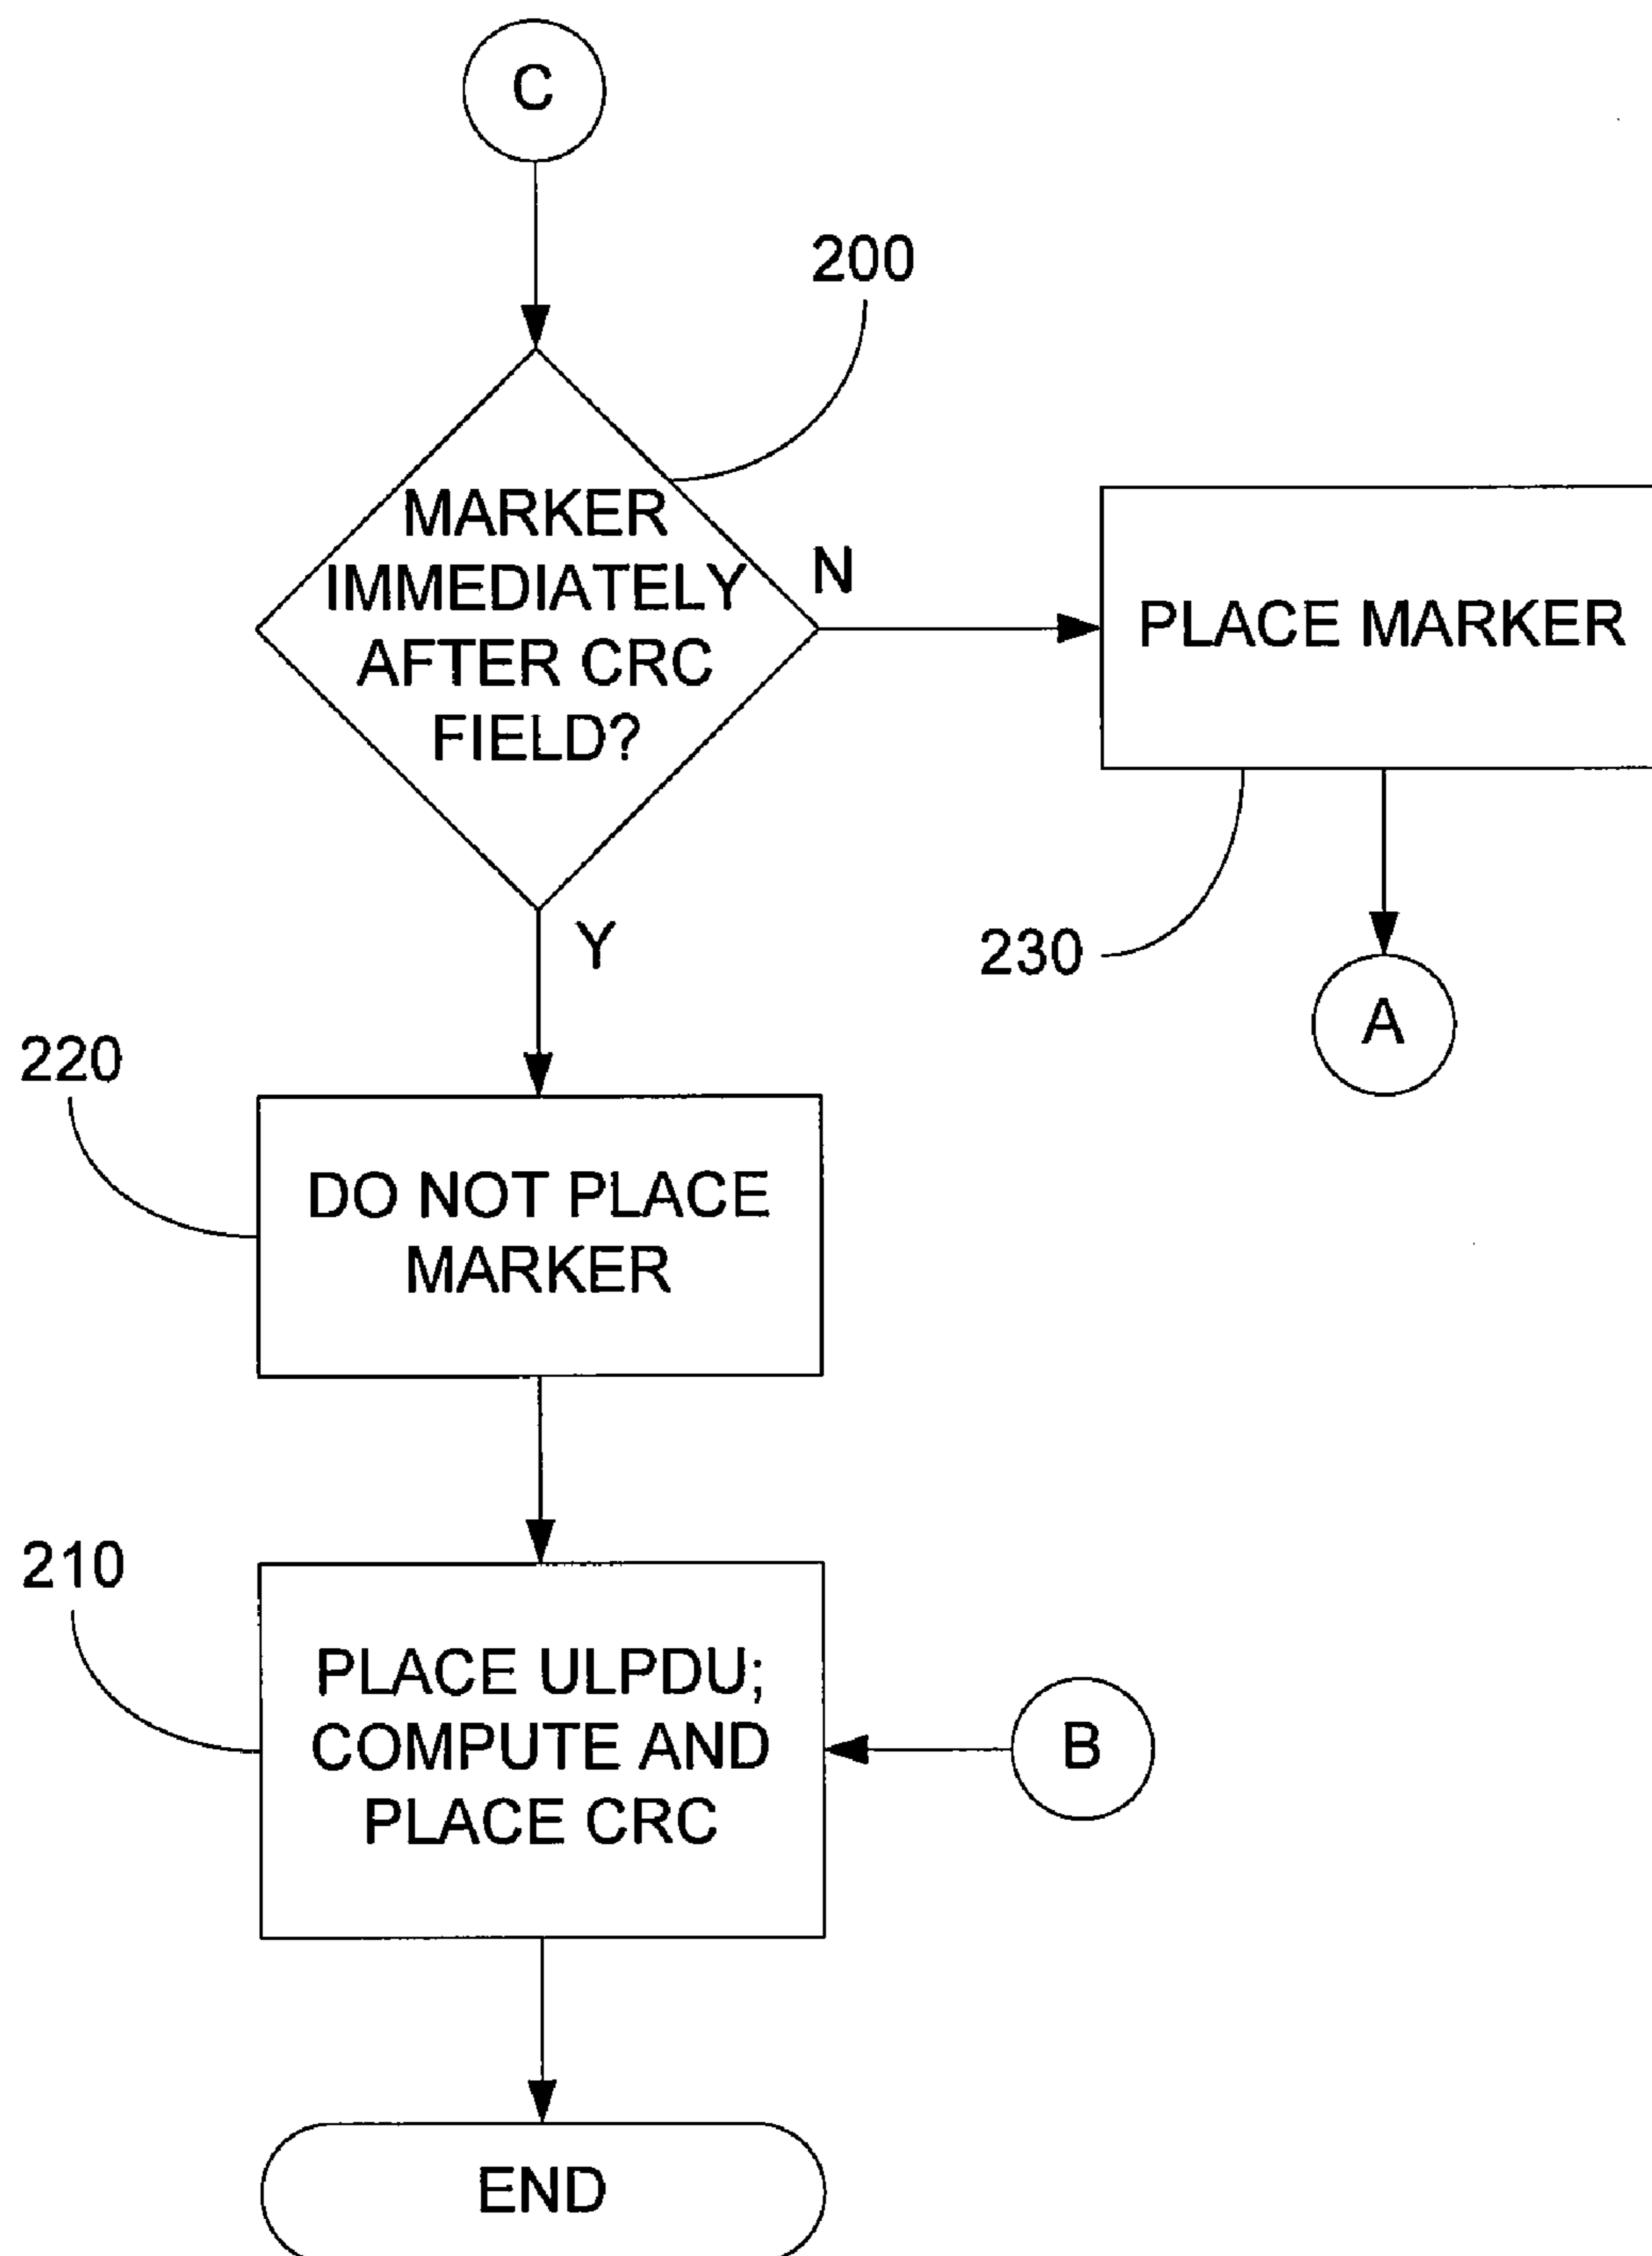 C
200
MARKER
IMMEDIATELY
AFTER CRC
FIELD?
N
PLACE MARKER
Y
230
A
220
DO NOT PLACE
MARKER
210
PLACE ULPDU;
COMPUTE AND
PLACE CRC
B
END